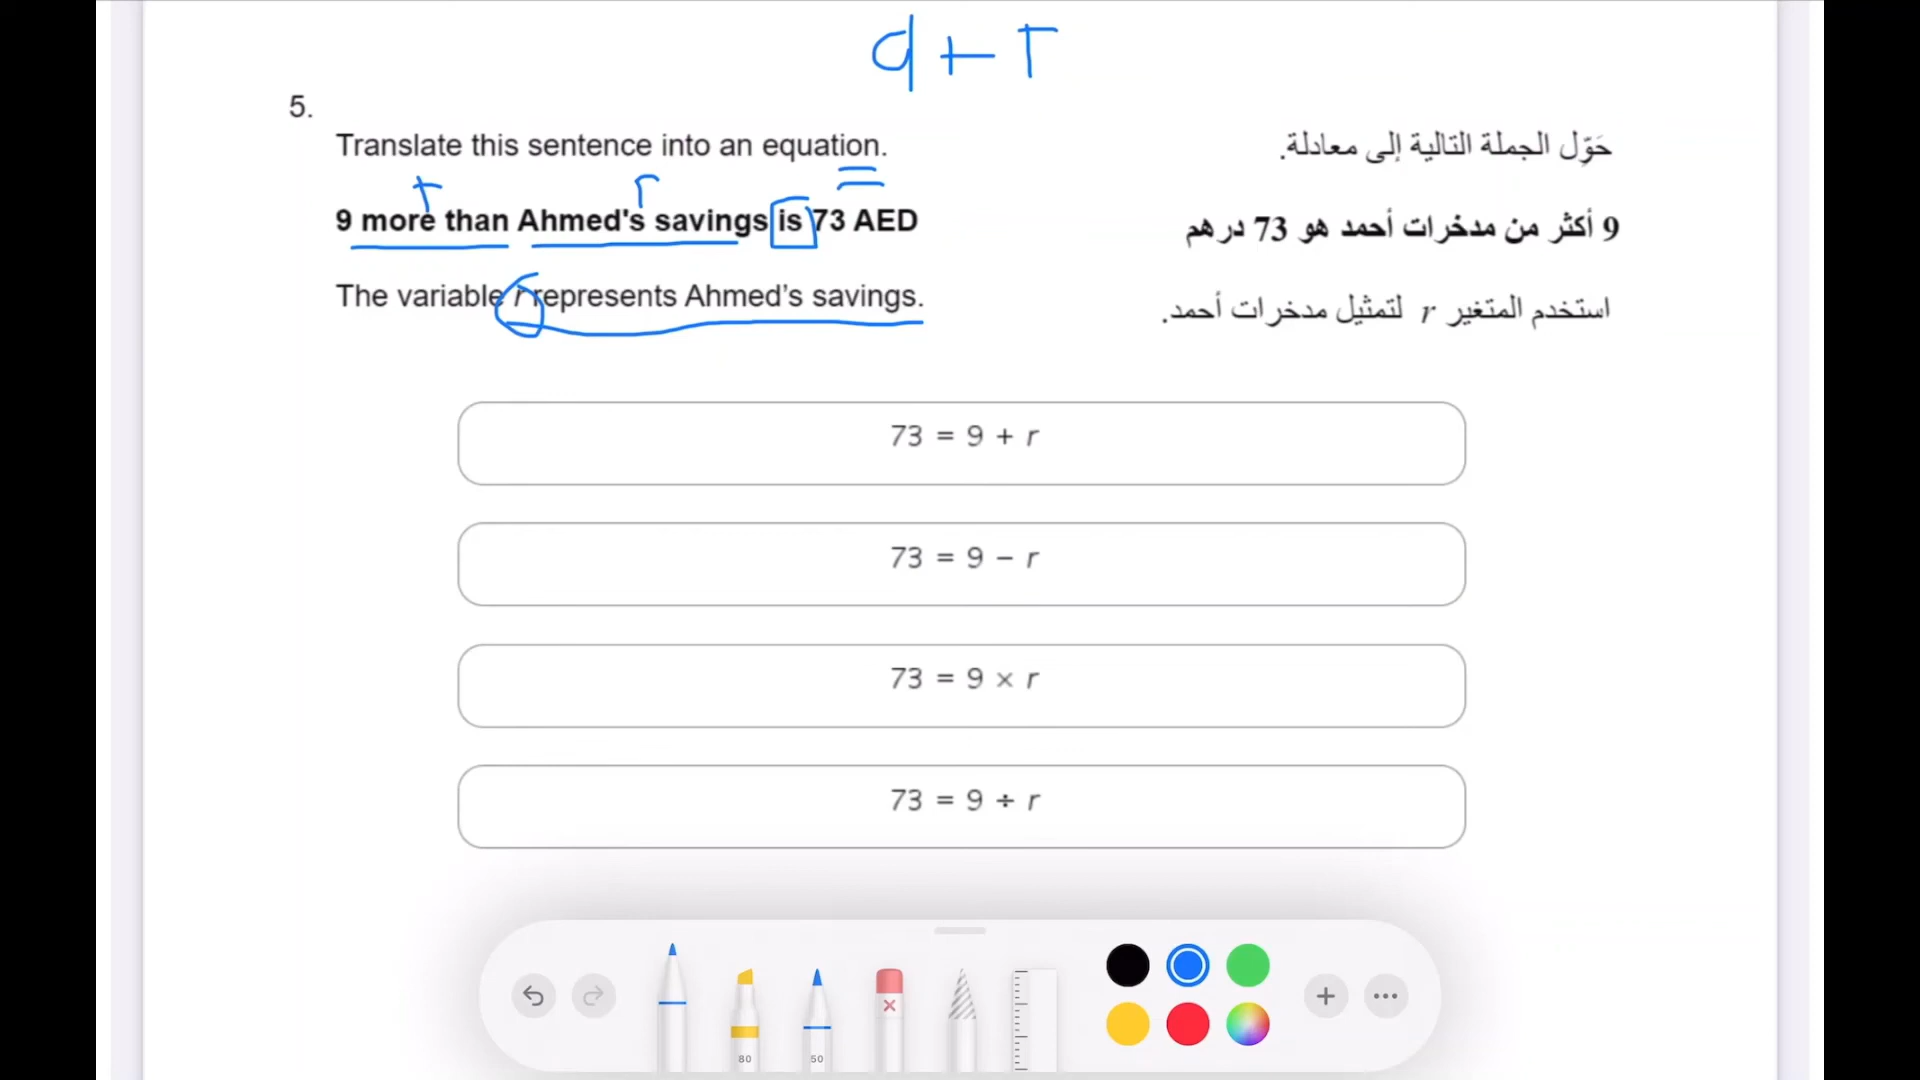 9 + r
5.
Translate this sentence into an equation.
حَوِّل الجملة التالية إلى معادلة.
=
+ r
9 more than Ahmed's savings is 73 AED
9 أكثر من مدخرات أحمد هو 73 درهم
The variable r represents Ahmed’s savings.
استخدم المتغير r لتمثيل مدخرات أحمد.
73 = 9 + r
73 = 9 − r
73 = 9 × r
73 = 9 ÷ r
80
50